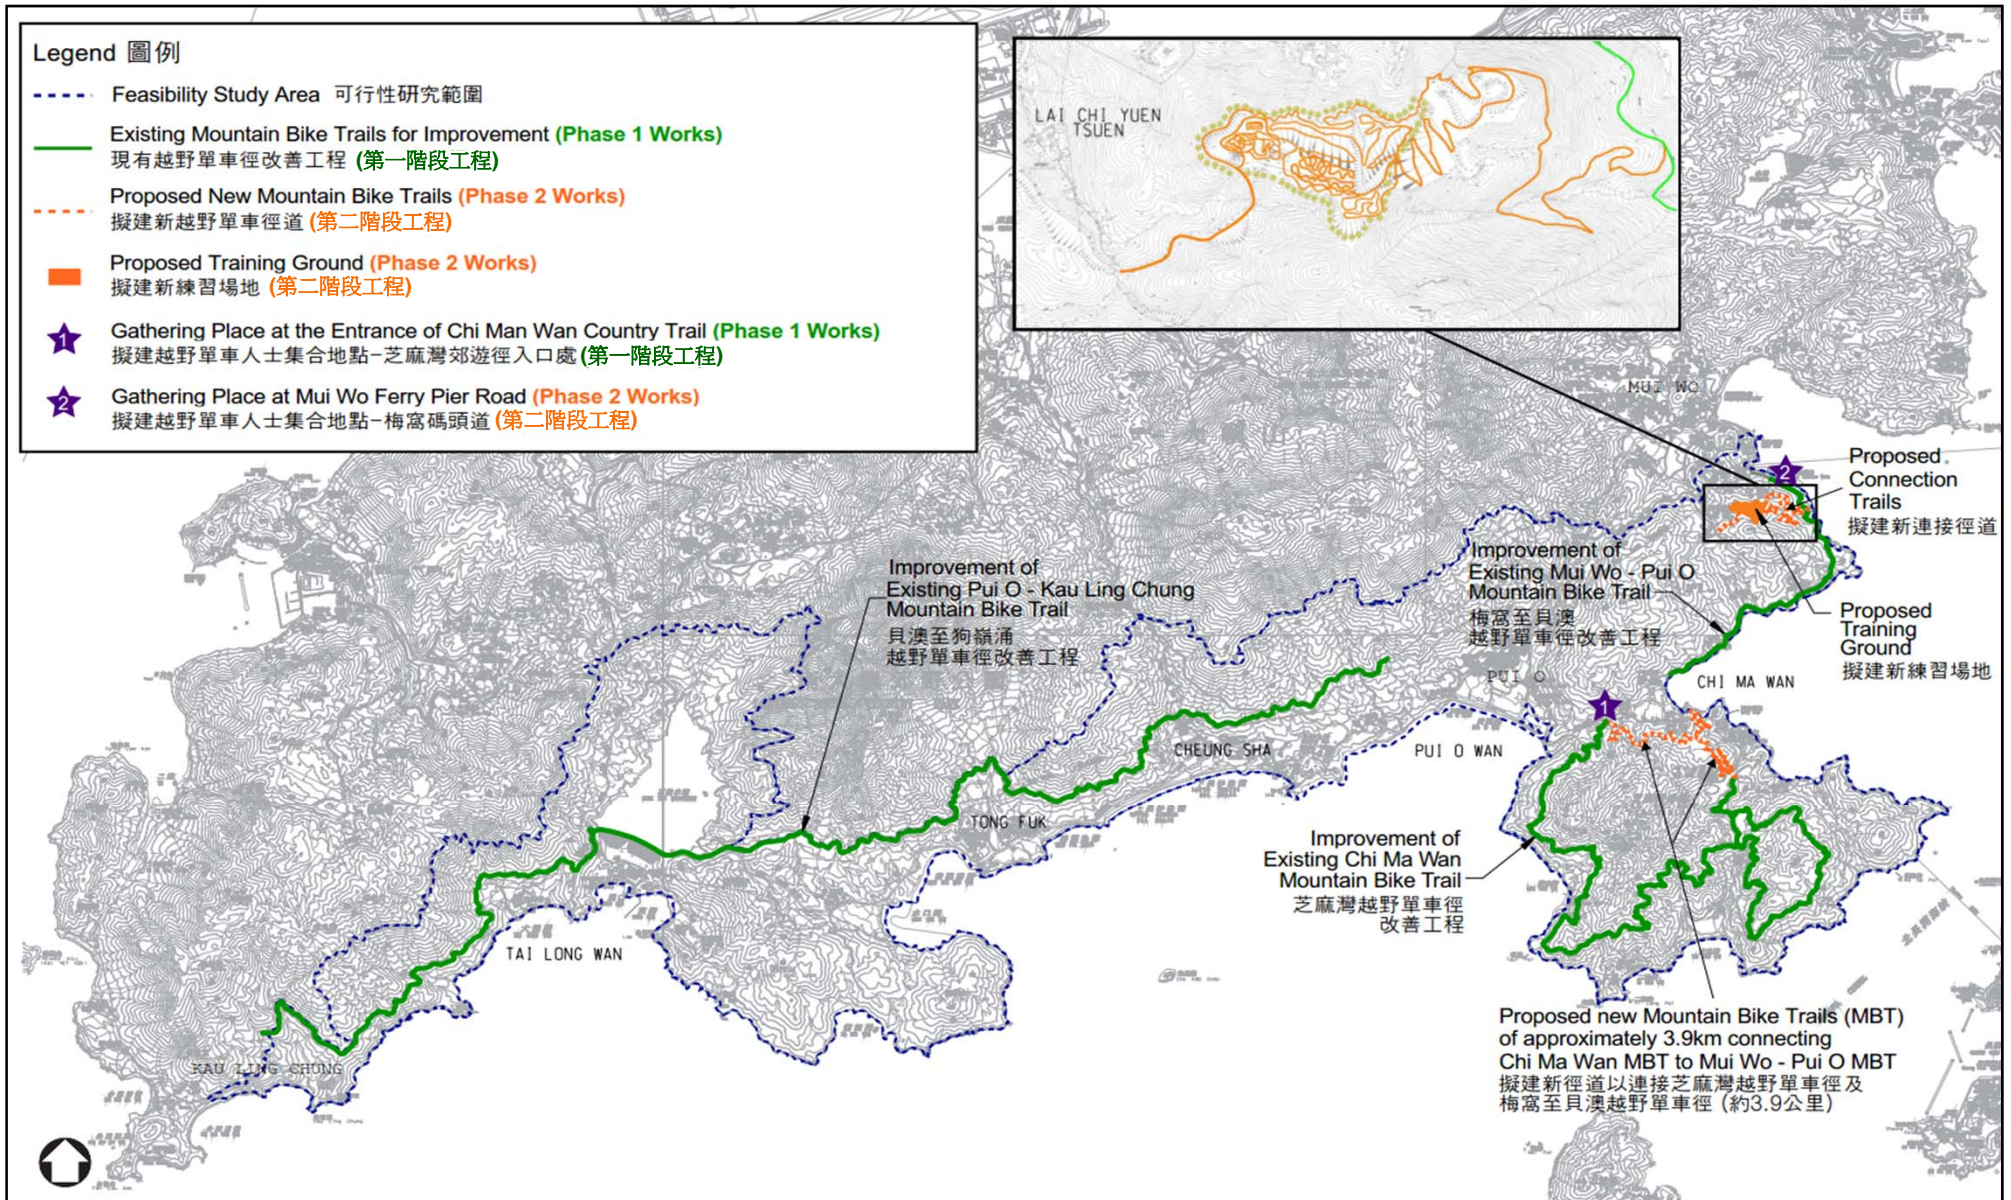 Legend 圖例
Feasibility Study Area 可行性研究範圍
Existing Mountain Bike Trails for Improvement (Phase 1 Works)
現有越野單車徑改善工程 (第一階段工程)
Proposed New Mountain Bike Trails (Phase 2 Works)
擬建新越野單車徑道 (第二階段工程)
Proposed Training Ground (Phase 2 Works)
擬建新練習場地 (第二階段工程)
1
Gathering Place at the Entrance of Chi Man Wan Country Trail (Phase 1 Works)
擬建越野單車人士集合地點-芝麻灣郊遊徑入口處 (第一階段工程)
2
Gathering Place at Mui Wo Ferry Pier Road (Phase 2 Works)
擬建越野單車人士集合地點-梅窩碼頭道 (第二階段工程)
LAI CHI YUEN
TSUEN
MUI WO
2
Proposed
Connection
Trails
擬建新連接徑道
Improvement of
Existing Pui O - Kau Ling Chung
Mountain Bike Trail
貝澳至狗嶺涌
越野單車徑改善工程
Improvement of
Existing Mui Wo - Pui O
Mountain Bike Trail
梅窩至貝澳
越野單車徑改善工程
Proposed
Training
Ground
擬建新練習場地
PUI O
CHI MA WAN
1
CHEUNG SHA
PUI O WAN
TONG FUK
Improvement of
Existing Chi Ma Wan
Mountain Bike Trail
芝麻灣越野單車徑
改善工程
TAI LONG WAN
KAU LING CHUNG
Proposed new Mountain Bike Trails (MBT)
of approximately 3.9km connecting
Chi Ma Wan MBT to Mui Wo - Pui O MBT
擬建新徑道以連接芝麻灣越野單車徑及
梅窩至貝澳越野單車徑 (約3.9公里)